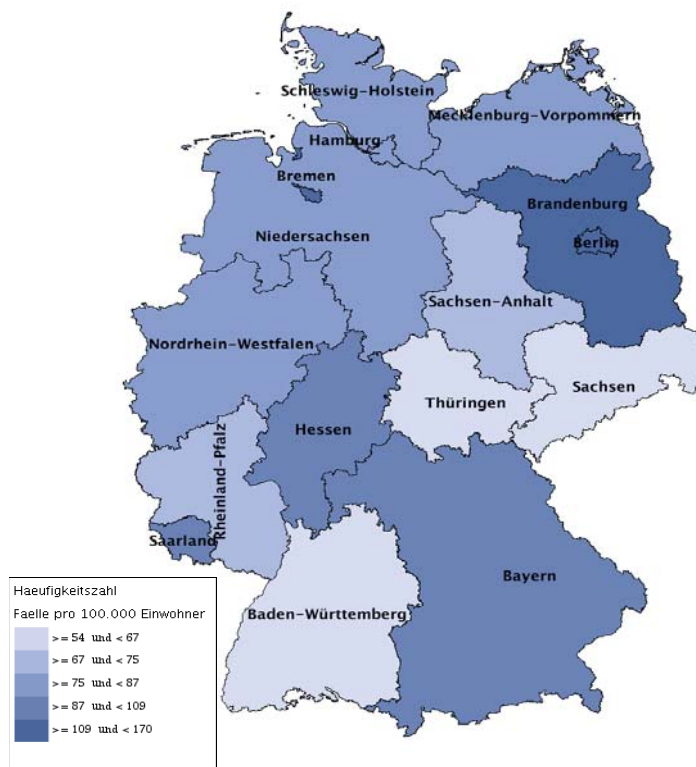 Schleswig-Holstein
Mecklenburg-Vorpommern
Hamburg
Bremen
Brandenburg
Niedersachsen
Berlin
Sachsen-Anhalt
Nordrhein-Westfalen
Sachsen
Thüringen
Hessen
Rheinland-Pfalz
Saarland
Bayern
Baden-Württemberg
Haeufigkeitszahl
Faelle pro 100.000 Einwohner
>= 54 und < 67
>= 67 und < 75
>= 75 und < 87
>= 87 und < 109
>= 109 und < 170